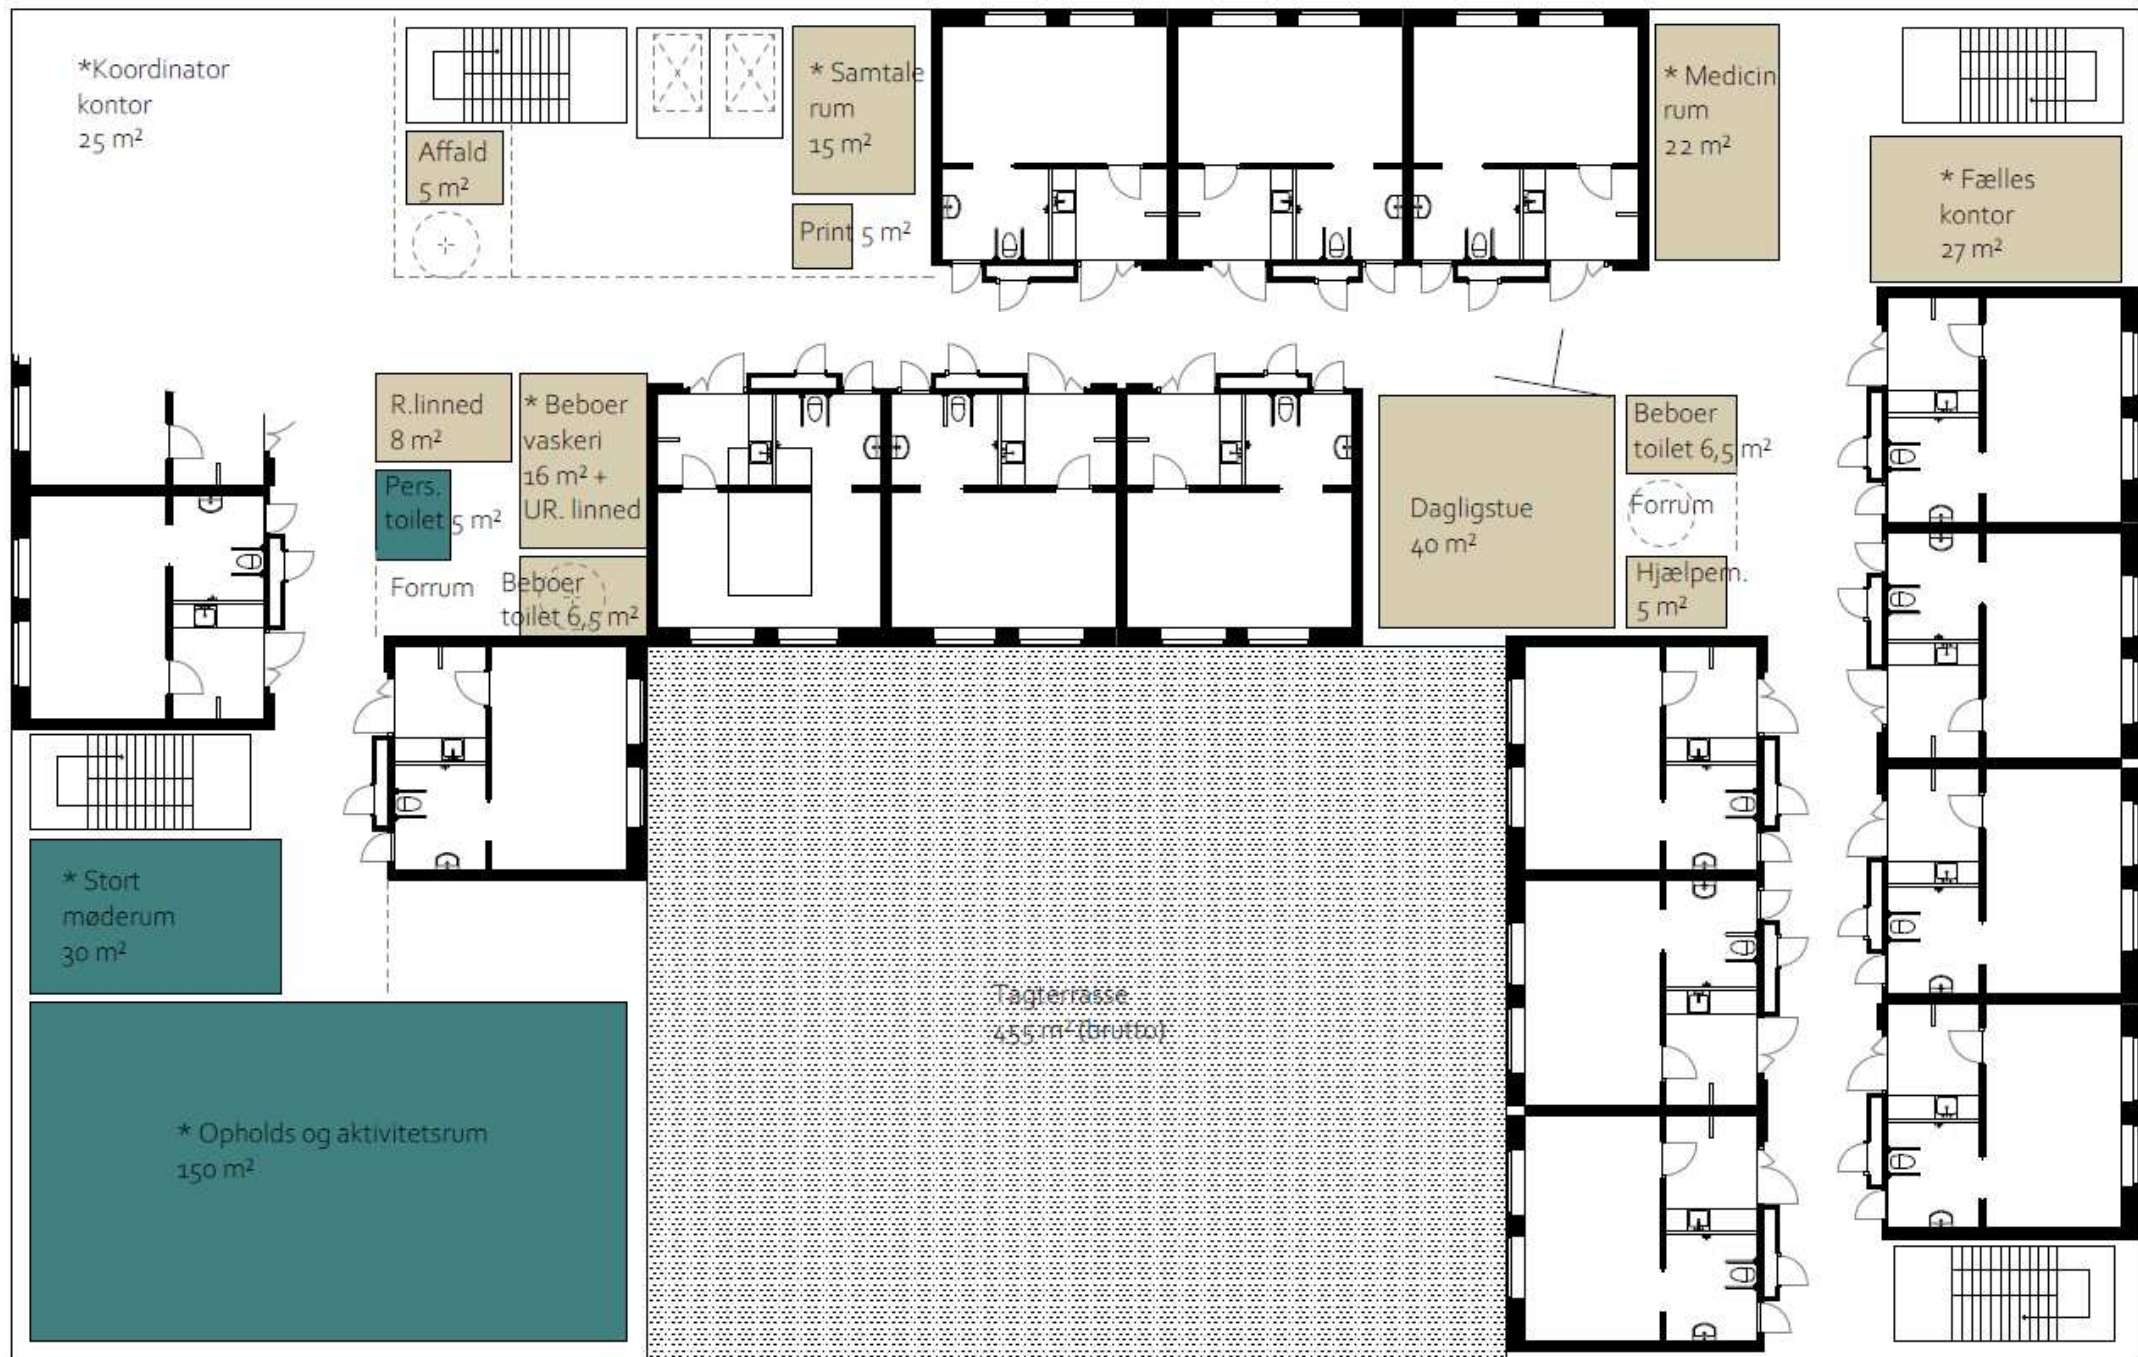 *Koordinator
kontor
25 m²
Affald
5 m²
* Samtale
rum
15 m²
Print 5 m²
* Medicin
rum
22 m²
* Fælles
kontor
27 m²
R.linned
8 m²
* Beboer
vaskeri
16 m² +
UR. linned
Pers.
toilet 5 m²
Forrum
Beboer
toilet 6,5 m²
Dagligstue
40 m²
Beboer
toilet 6,5 m²
Forrum
Hjælpem.
5 m²
* Stort
møderum
30 m²
* Opholds og aktivitetsrum
150 m²
Tagterrasse
455 m² (brutto)